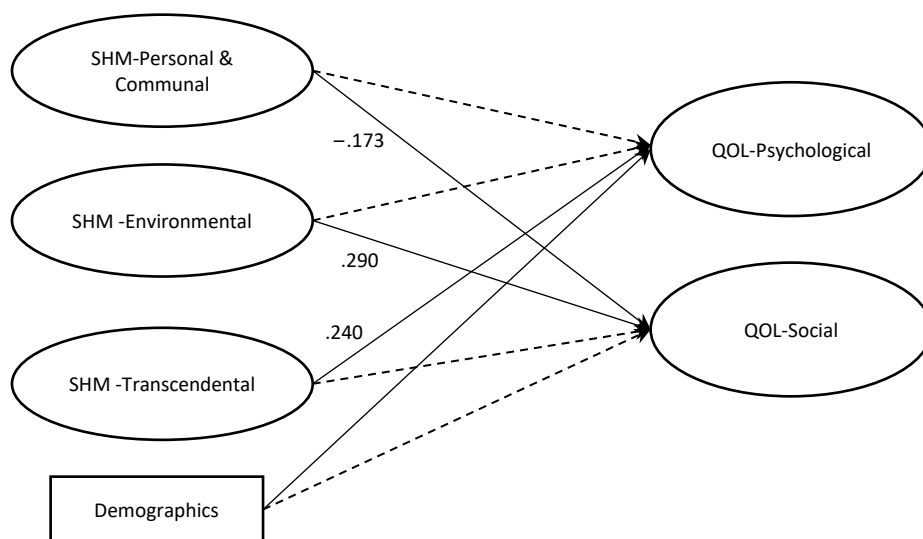 SHM-Personal &
Communal
–.173
QOL-Psychological
SHM -Environmental
.290
.240
QOL-Social
SHM -Transcendental
Demographics